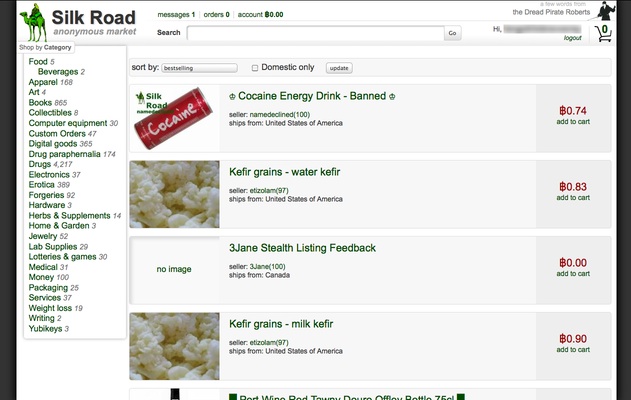 Silk Road
anonymous market
messages 1 | orders 0 | account ฿0.00
a few words from
the Dread Pirate Roberts
Search
Go
Hi,
logout
0
Shop by Category
Food 5
Beverages 2
Apparel 168
Art 4
Books 865
Collectibles 8
Computer equipment 30
Custom Orders 47
Digital goods 365
Drug paraphernalia 174
Drugs 4,217
Electronics 37
Erotica 389
Forgeries 92
Hardware 3
Herbs & Supplements 14
Home & Garden 3
Jewelry 52
Lab Supplies 29
Lotteries & games 30
Medical 31
Money 100
Packaging 25
Services 37
Weight loss 19
Writing 2
Yubikeys 3
sort by: bestselling
Domestic only
update
Silk
Road
Cocaine
♔ Cocaine Energy Drink - Banned ♔
seller: namedeclined(100)
ships from: United States of America
฿0.74
add to cart
Kefir grains - water kefir
seller: etizolam(97)
ships from: United States of America
฿0.83
add to cart
no image
3Jane Stealth Listing Feedback
seller: 3Jane(100)
ships from: Canada
฿0.00
add to cart
Kefir grains - milk kefir
seller: etizolam(97)
ships from: United States of America
฿0.90
add to cart
Port Wine Red Tawny Douro Offley Bottle 75cl